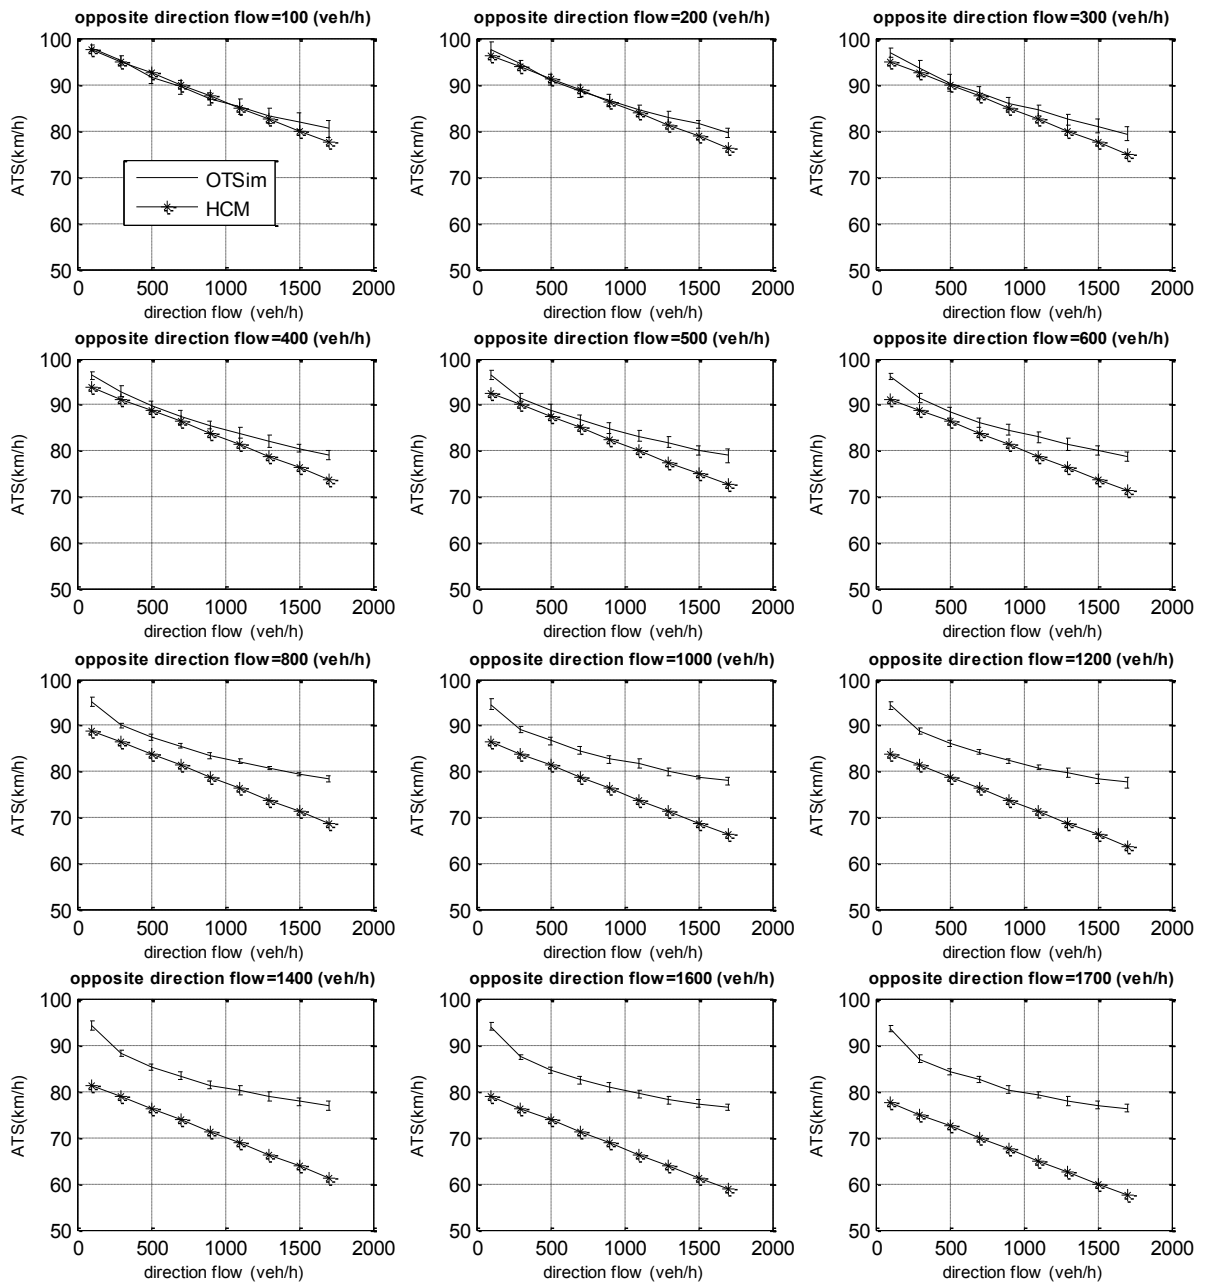 opposite direction flow=100 (veh/h)
100
90
80
70
60
50
ATS(km/h)
OTSim
HCM
0 500 1000 1500 2000
direction flow (veh/h)
opposite direction flow=200 (veh/h)
100
90
80
70
60
50
ATS(km/h)
0 500 1000 1500 2000
direction flow (veh/h)
opposite direction flow=300 (veh/h)
100
90
80
70
60
50
ATS(km/h)
0 500 1000 1500 2000
direction flow (veh/h)
opposite direction flow=400 (veh/h)
100
90
80
70
60
50
ATS(km/h)
0 500 1000 1500 2000
direction flow (veh/h)
opposite direction flow=500 (veh/h)
100
90
80
70
60
50
ATS(km/h)
0 500 1000 1500 2000
direction flow (veh/h)
opposite direction flow=600 (veh/h)
100
90
80
70
60
50
ATS(km/h)
0 500 1000 1500 2000
direction flow (veh/h)
opposite direction flow=800 (veh/h)
100
90
80
70
60
50
ATS(km/h)
0 500 1000 1500 2000
direction flow (veh/h)
opposite direction flow=1000 (veh/h)
100
90
80
70
60
50
ATS(km/h)
0 500 1000 1500 2000
direction flow (veh/h)
opposite direction flow=1200 (veh/h)
100
90
80
70
60
50
ATS(km/h)
0 500 1000 1500 2000
direction flow (veh/h)
opposite direction flow=1400 (veh/h)
100
90
80
70
60
50
ATS(km/h)
0 500 1000 1500 2000
direction flow (veh/h)
opposite direction flow=1600 (veh/h)
100
90
80
70
60
50
ATS(km/h)
0 500 1000 1500 2000
direction flow (veh/h)
opposite direction flow=1700 (veh/h)
100
90
80
70
60
50
ATS(km/h)
0 500 1000 1500 2000
direction flow (veh/h)